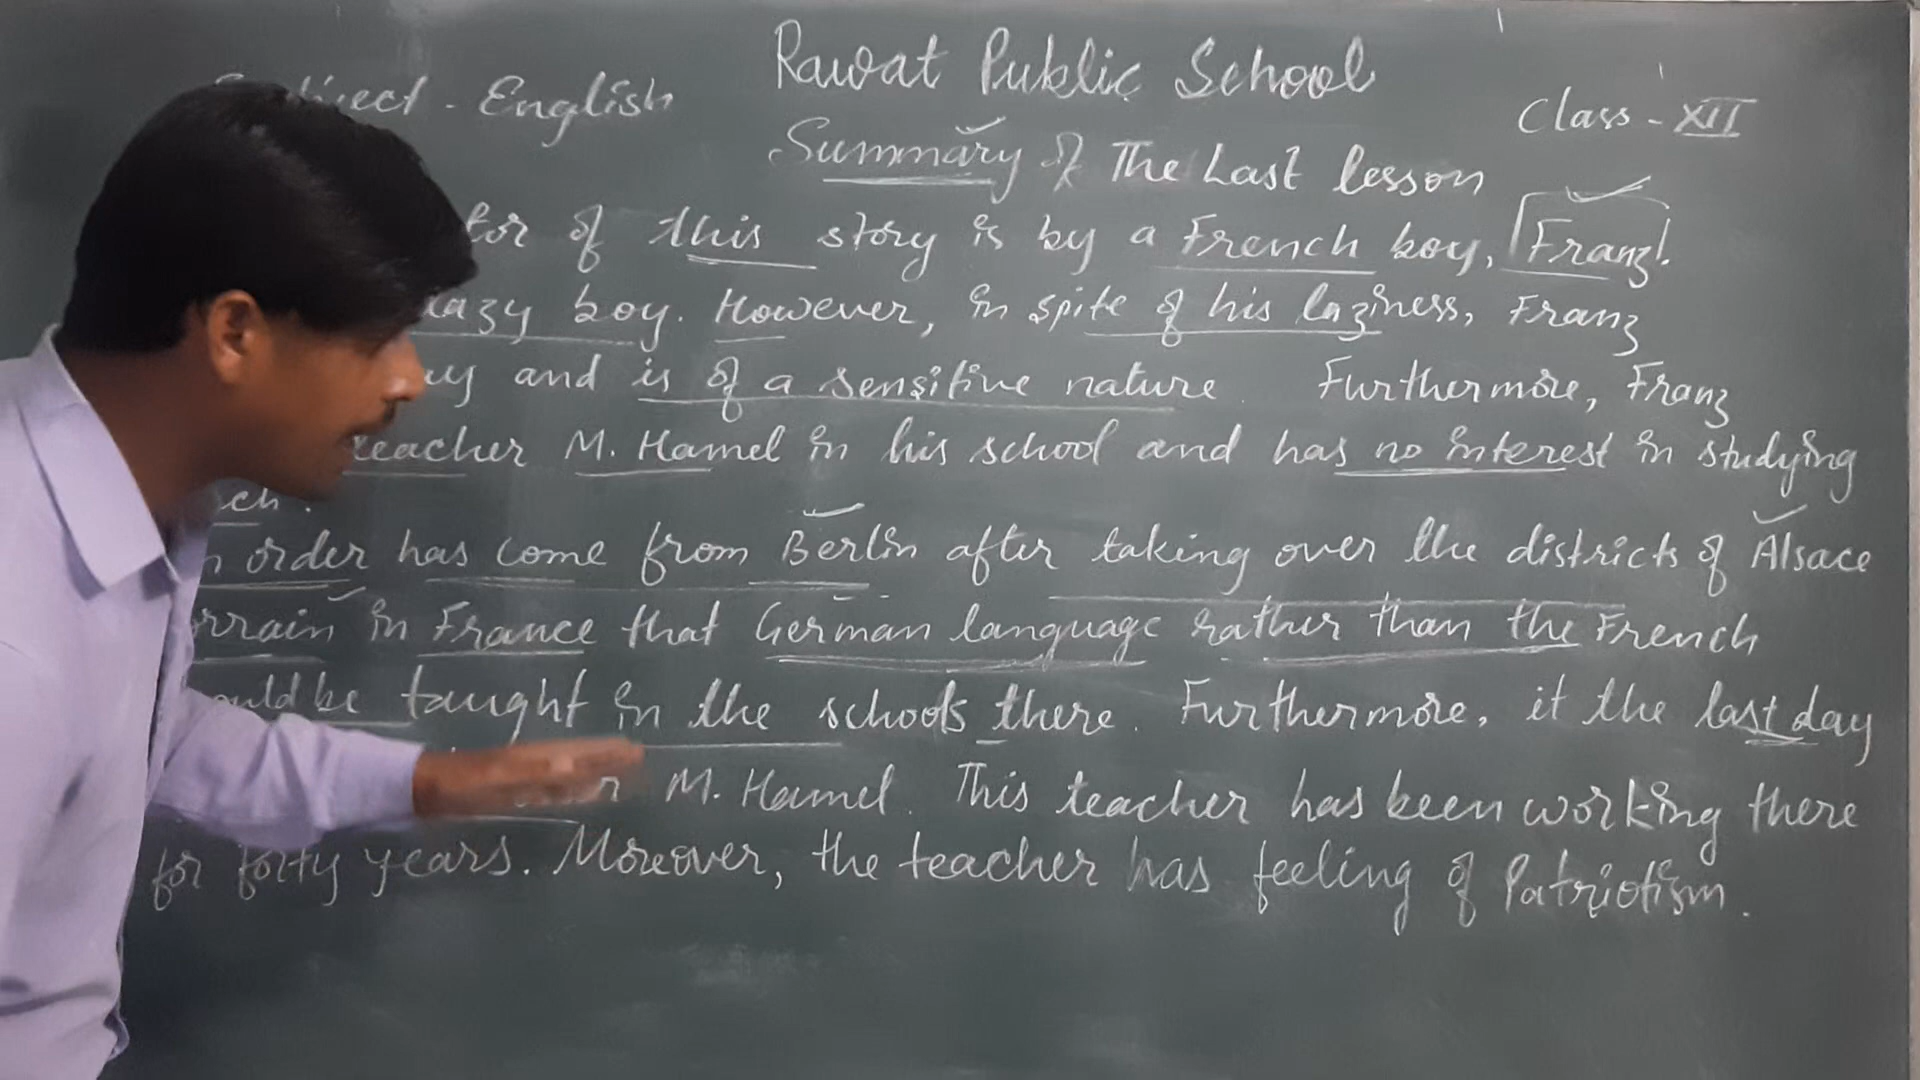 Rawat Public School
Subject - English
Class - XII
Summary of The Last lesson
tor of this story is by a French boy, Franz!
lazy boy. However, in spite of his laziness, Franz
and is of a sensitive nature. Furthermore, Franz
teacher M. Hamel in his school and has no interest in studying
ch.
order has come from Berlin after taking over the districts of Alsace
rrain in France that German language rather than the French
ould be taught in the schools there. Furthermore, it the last day
M. Hamel. This teacher has been working there
for forty years. Moreover, the teacher has feeling of Patriotism.